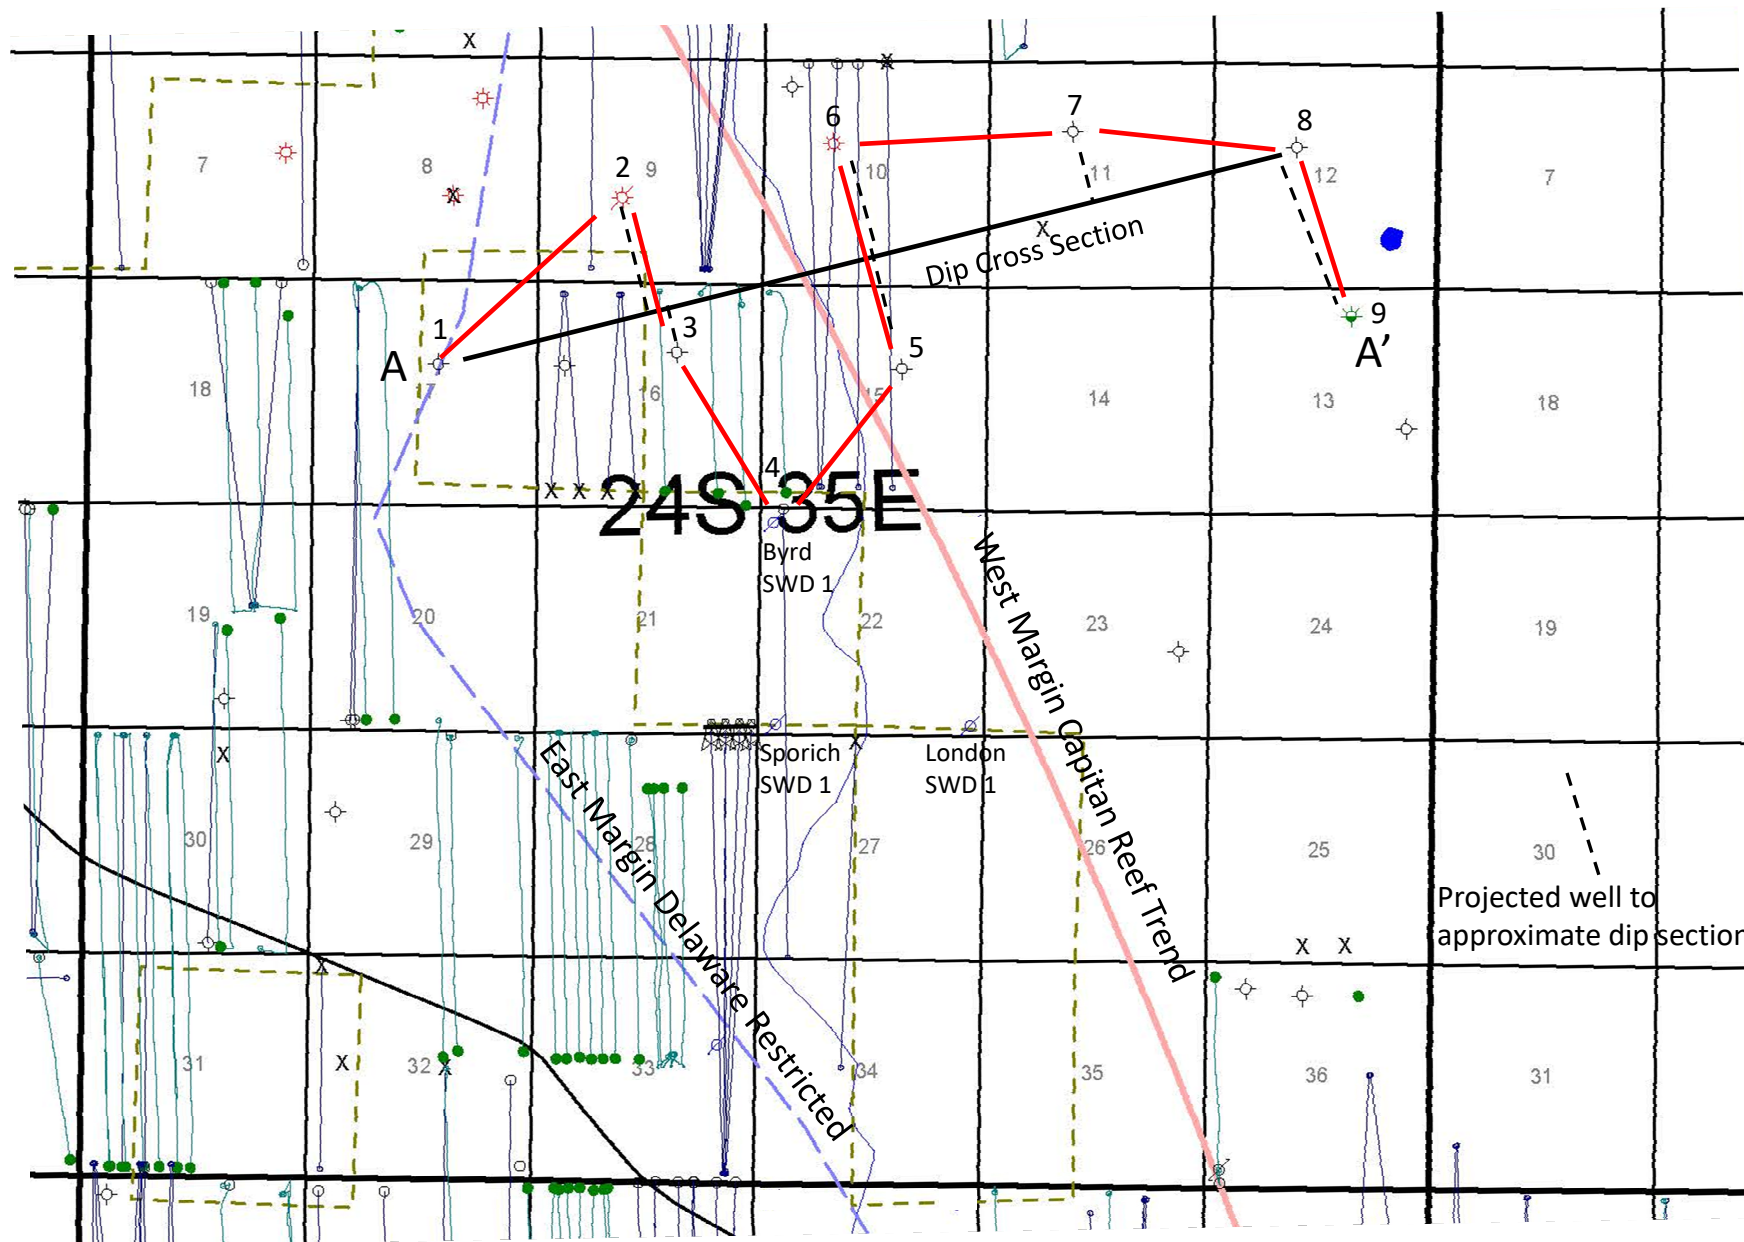 X
X
7
8
2
9
6
10
7
11
8
12
7
X
X
Dip Cross Section
1
A
3
5
9
A’
18
16
15
14
13
18
4
X X X
24S 35E
Byrd
SWD 1
19
20
21
22
23
24
19
West Margin Capitan Reef Trend
East Margin Delaware Restricted
Sporich
SWD 1
London
SWD 1
X
X
30
29
28
27
26
25
30
Projected well to
approximate dip section
X X
X
31
X
32
X
33
34
35
36
31